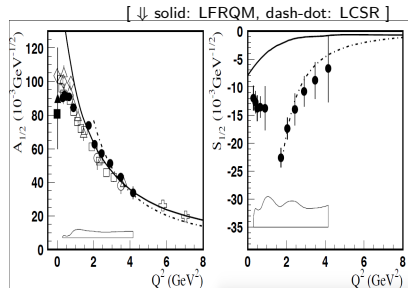 [ ⇓ solid: LFRQM, dash-dot: LCSR ]
A1/2 (10-3GeV-1/2)
120
100
80
60
40
20
0
0 2 4 6 8
Q2 (GeV2)
S1/2 (10-3GeV-1/2)
0
-5
-10
-15
-20
-25
-30
-35
0 2 4 6 8
Q2 (GeV2)